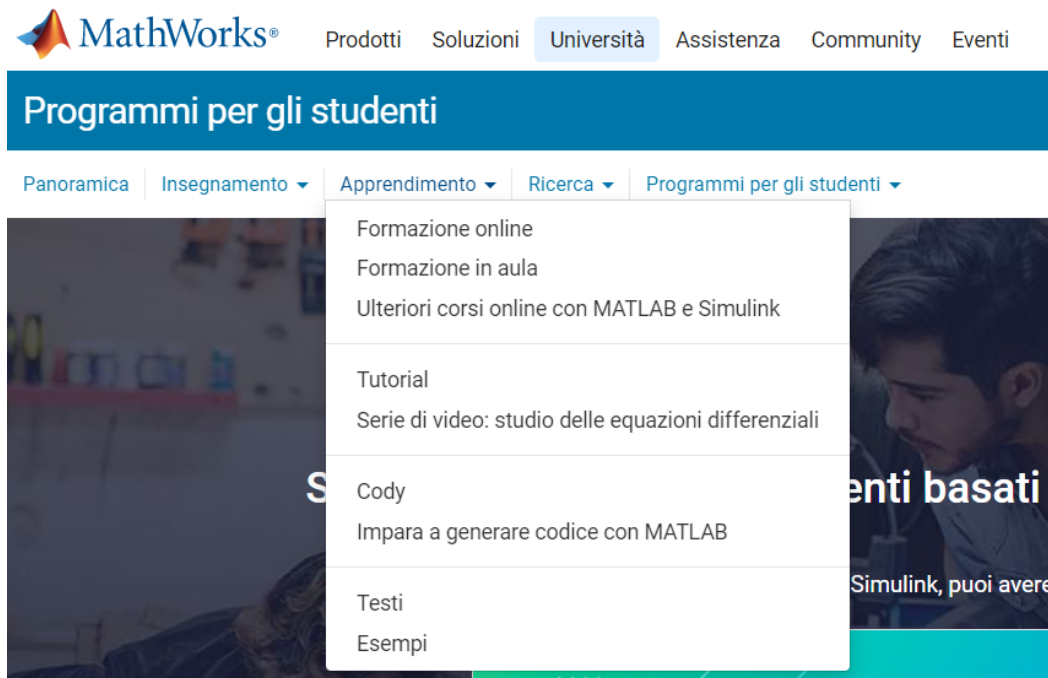 MathWorks®
Prodotti Soluzioni Università Assistenza Community Eventi
Programmi per gli studenti
Panoramica Insegnamento Apprendimento Ricerca Programmi per gli studenti
Formazione online
Formazione in aula
Ulteriori corsi online con MATLAB e Simulink
Tutorial
Serie di video: studio delle equazioni differenziali
S
enti basati
Cody
Impara a generare codice con MATLAB
Simulink, puoi avere
Testi
Esempi